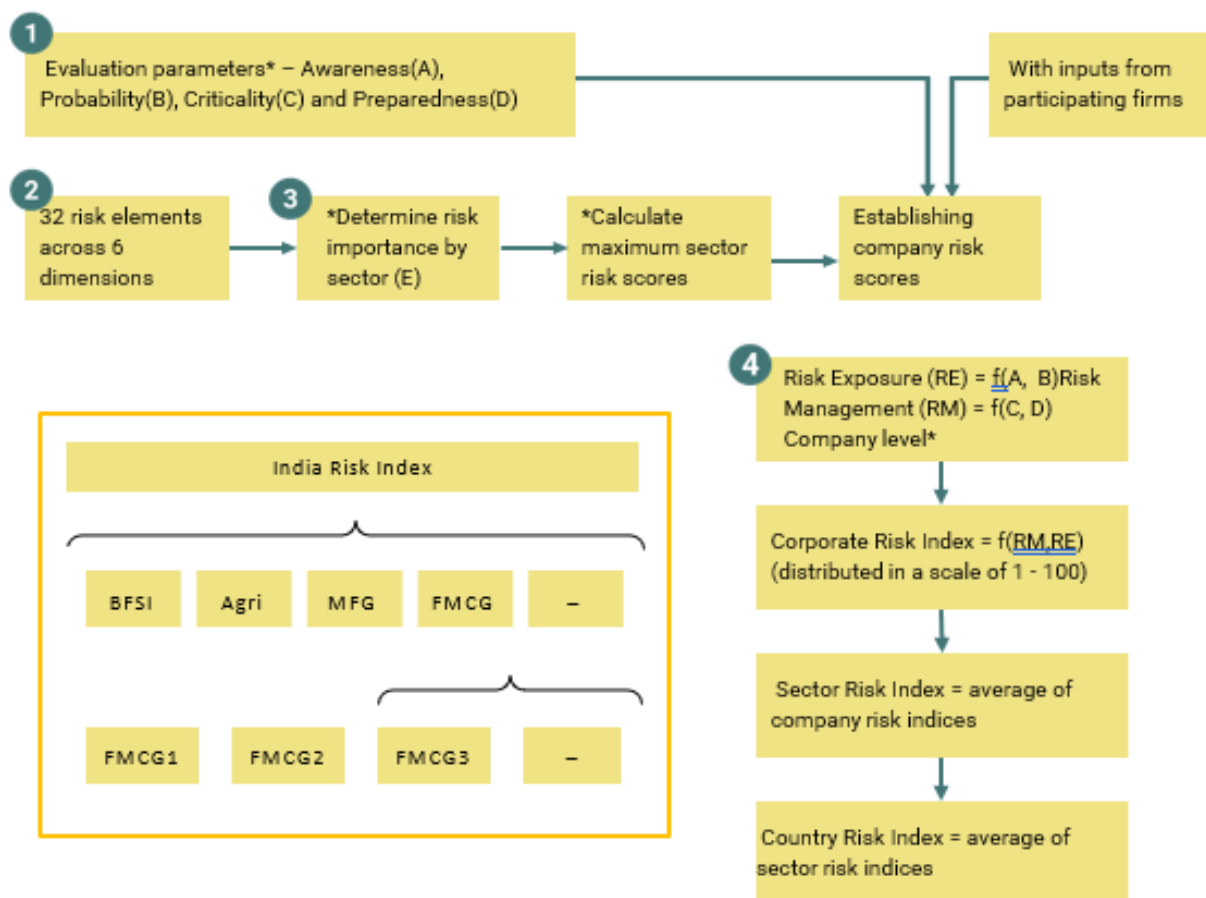 1
Evaluation parameters* – Awareness(A),
Probability(B), Criticality(C) and Preparedness(D)
With inputs from
participating firms
2
32 risk elements
across 6
dimensions
3
*Determine risk
importance by
sector (E)
*Calculate
maximum sector
risk scores
Establishing
company risk
scores
4
Risk Exposure (RE) = f(A, B)Risk
Management (RM) = f(C, D)
Company level*
Corporate Risk Index = f(RM,RE)
(distributed in a scale of 1 - 100)
Sector Risk Index = average of
company risk indices
Country Risk Index = average of
sector risk indices
India Risk Index
BFSI
Agri
MFG
FMCG
–
FMCG1
FMCG2
FMCG3
–